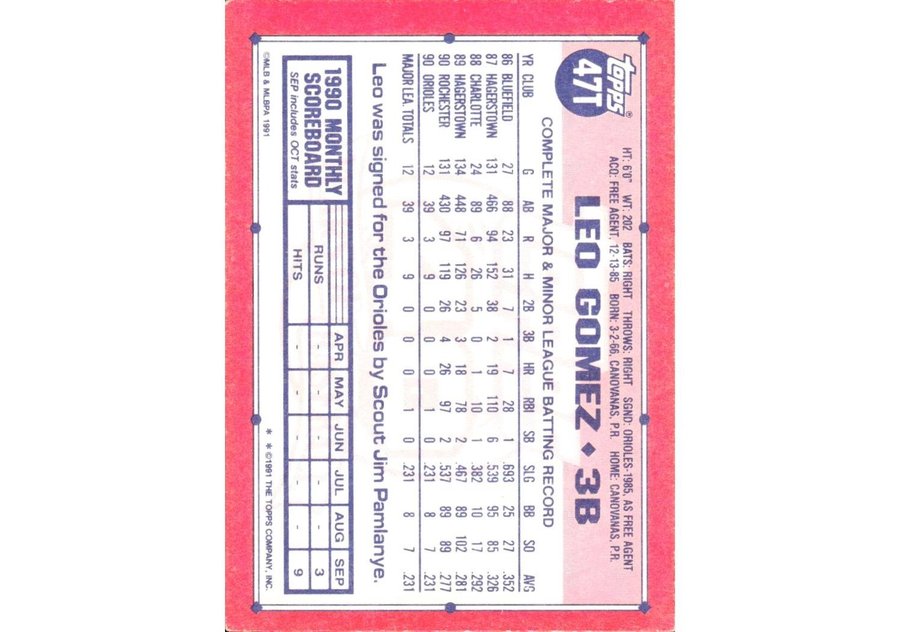 topps®
47T
LEO GOMEZ ♦ 3B
HT: 6'0" WT: 202 BATS: RIGHT THROWS: RIGHT SGND: ORIOLES-1985, AS FREE AGENT
ACQ: FREE AGENT, 12-13-85 BORN: 3-2-66, CANOVANAS, P.R. HOME: CANOVANAS, P.R.
COMPLETE MAJOR & MINOR LEAGUE BATTING RECORD
YR CLUB G AB R H 2B 3B HR RBI SB SLG BB SO AVG
86 BLUEFIELD 27 88 23 31 7 1 7 28 1 .693 25 27 .352
87 HAGERSTOWN 131 466 94 152 38 2 19 110 6 .539 95 85 .326
88 CHARLOTTE 24 89 6 26 5 0 1 10 1 .382 10 17 .292
89 HAGERSTOWN 134 448 71 126 23 3 18 78 2 .467 89 102 .281
90 ROCHESTER 131 430 97 119 26 4 26 97 2 .537 89 89 .277
90 ORIOLES 12 39 3 9 0 0 0 1 0 .231 8 7 .231
MAJOR LEA. TOTALS 12 39 3 9 0 0 0 1 0 .231 8 7 .231
Leo was signed for the Orioles by Scout Jim Pamlanye.
1990 MONTHLY
SCOREBOARD
SEP includes OCT stats
APR MAY JUN JUL AUG SEP
RUNS - - - - - 3
HITS - - - - - 9
©MLB & MLBPA 1991
* * ©1991 THE TOPPS COMPANY, INC.